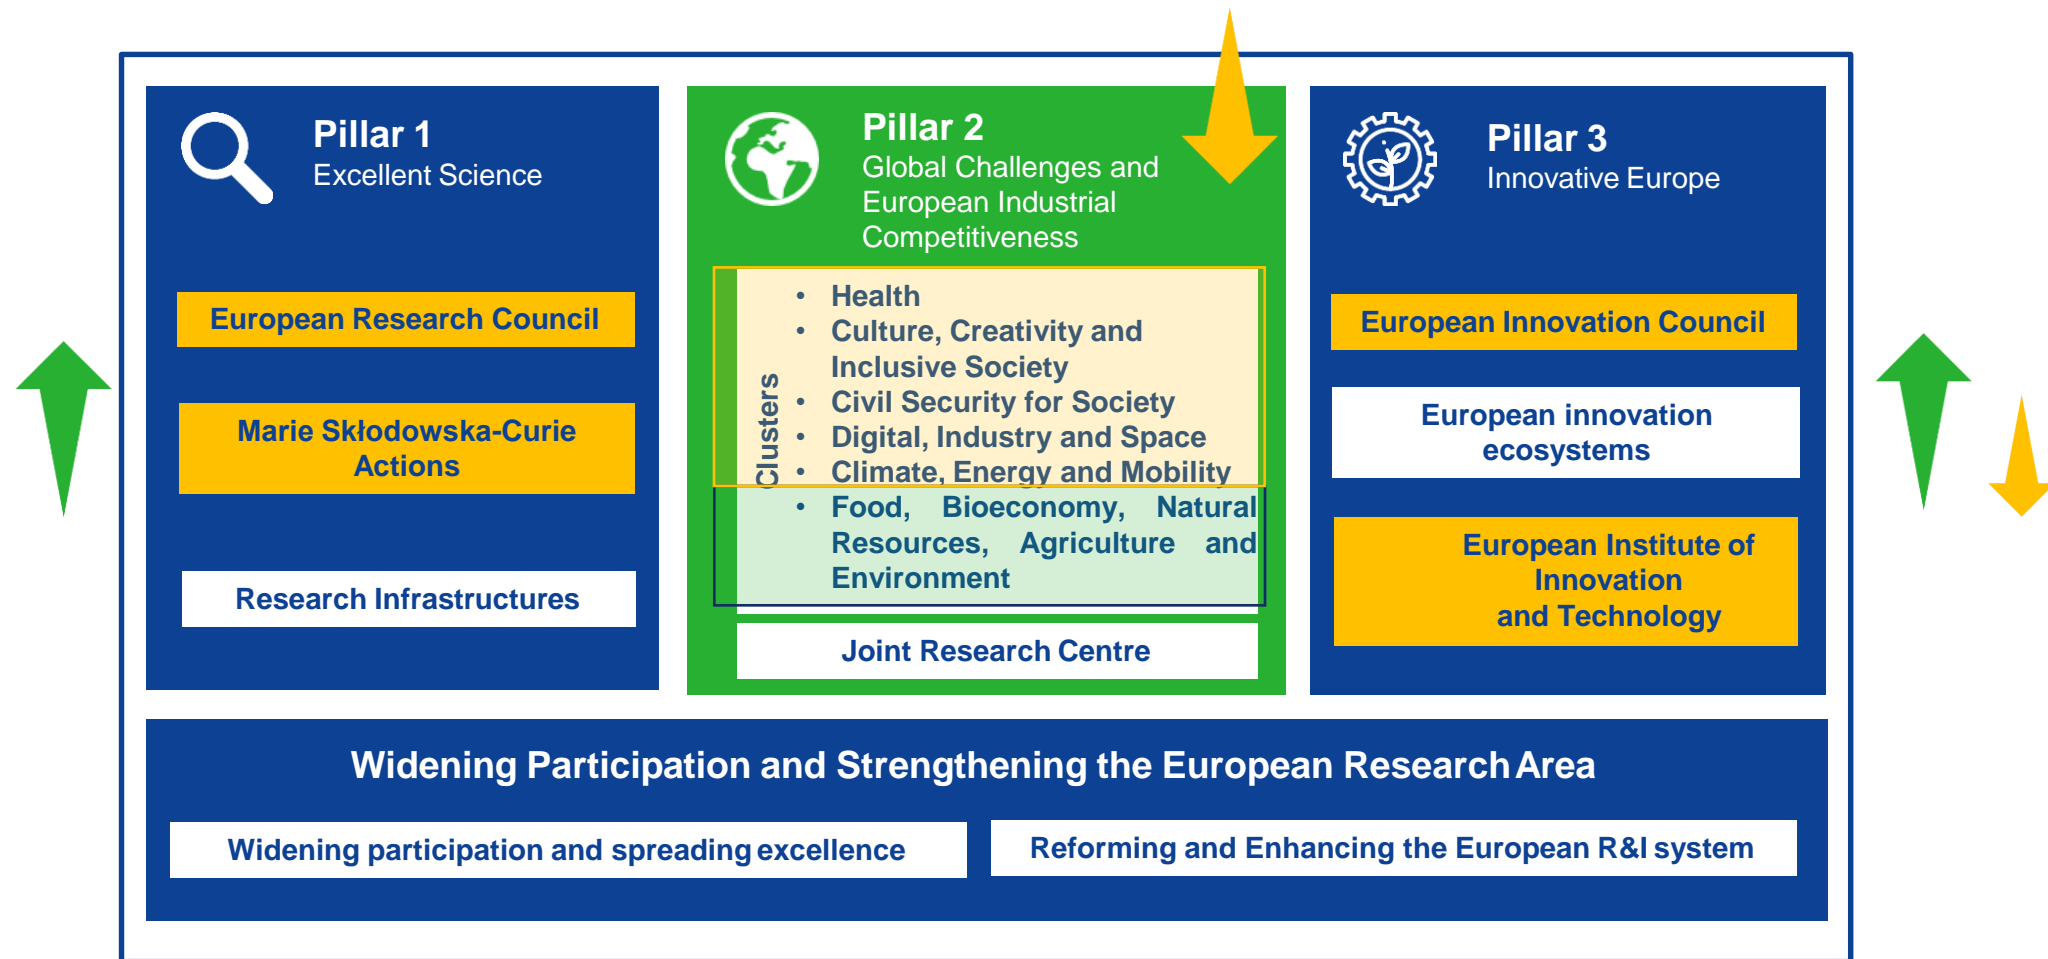 Pillar 1
Excellent Science
European Research Council
Marie Skłodowska-Curie
Actions
Research Infrastructures
Pillar 2
Global Challenges and
European Industrial
Competitiveness
Clusters
• Health
• Culture, Creativity and
Inclusive Society
• Civil Security for Society
• Digital, Industry and Space
• Climate, Energy and Mobility
• Food, Bioeconomy, Natural
Resources, Agriculture and
Environment
Joint Research Centre
Pillar 3
Innovative Europe
European Innovation Council
European innovation
ecosystems
European Institute of
Innovation
and Technology
Widening Participation and Strengthening the European Research Area
Widening participation and spreading excellence
Reforming and Enhancing the European R&I system